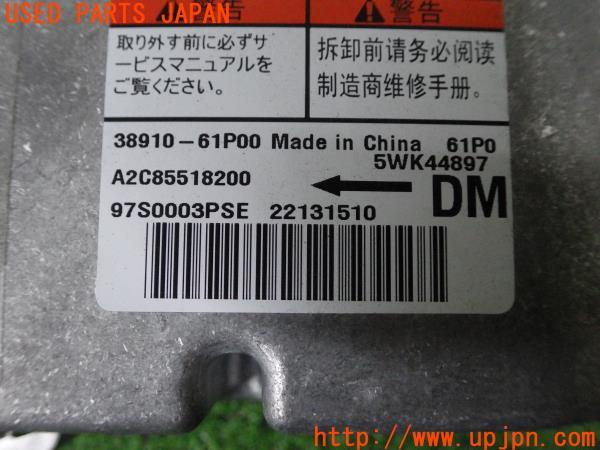 USED PARTS JAPAN
警告
取り外す前に必ずサ
ービスマニュアルを
ご覧ください。
警告
拆卸前请务必阅读
制造商维修手册.
38910-61P00 Made in China 61P0
5WK44897
A2C85518200
DM
97S0003PSE 22131510
UPJ http://www.upjpn.com